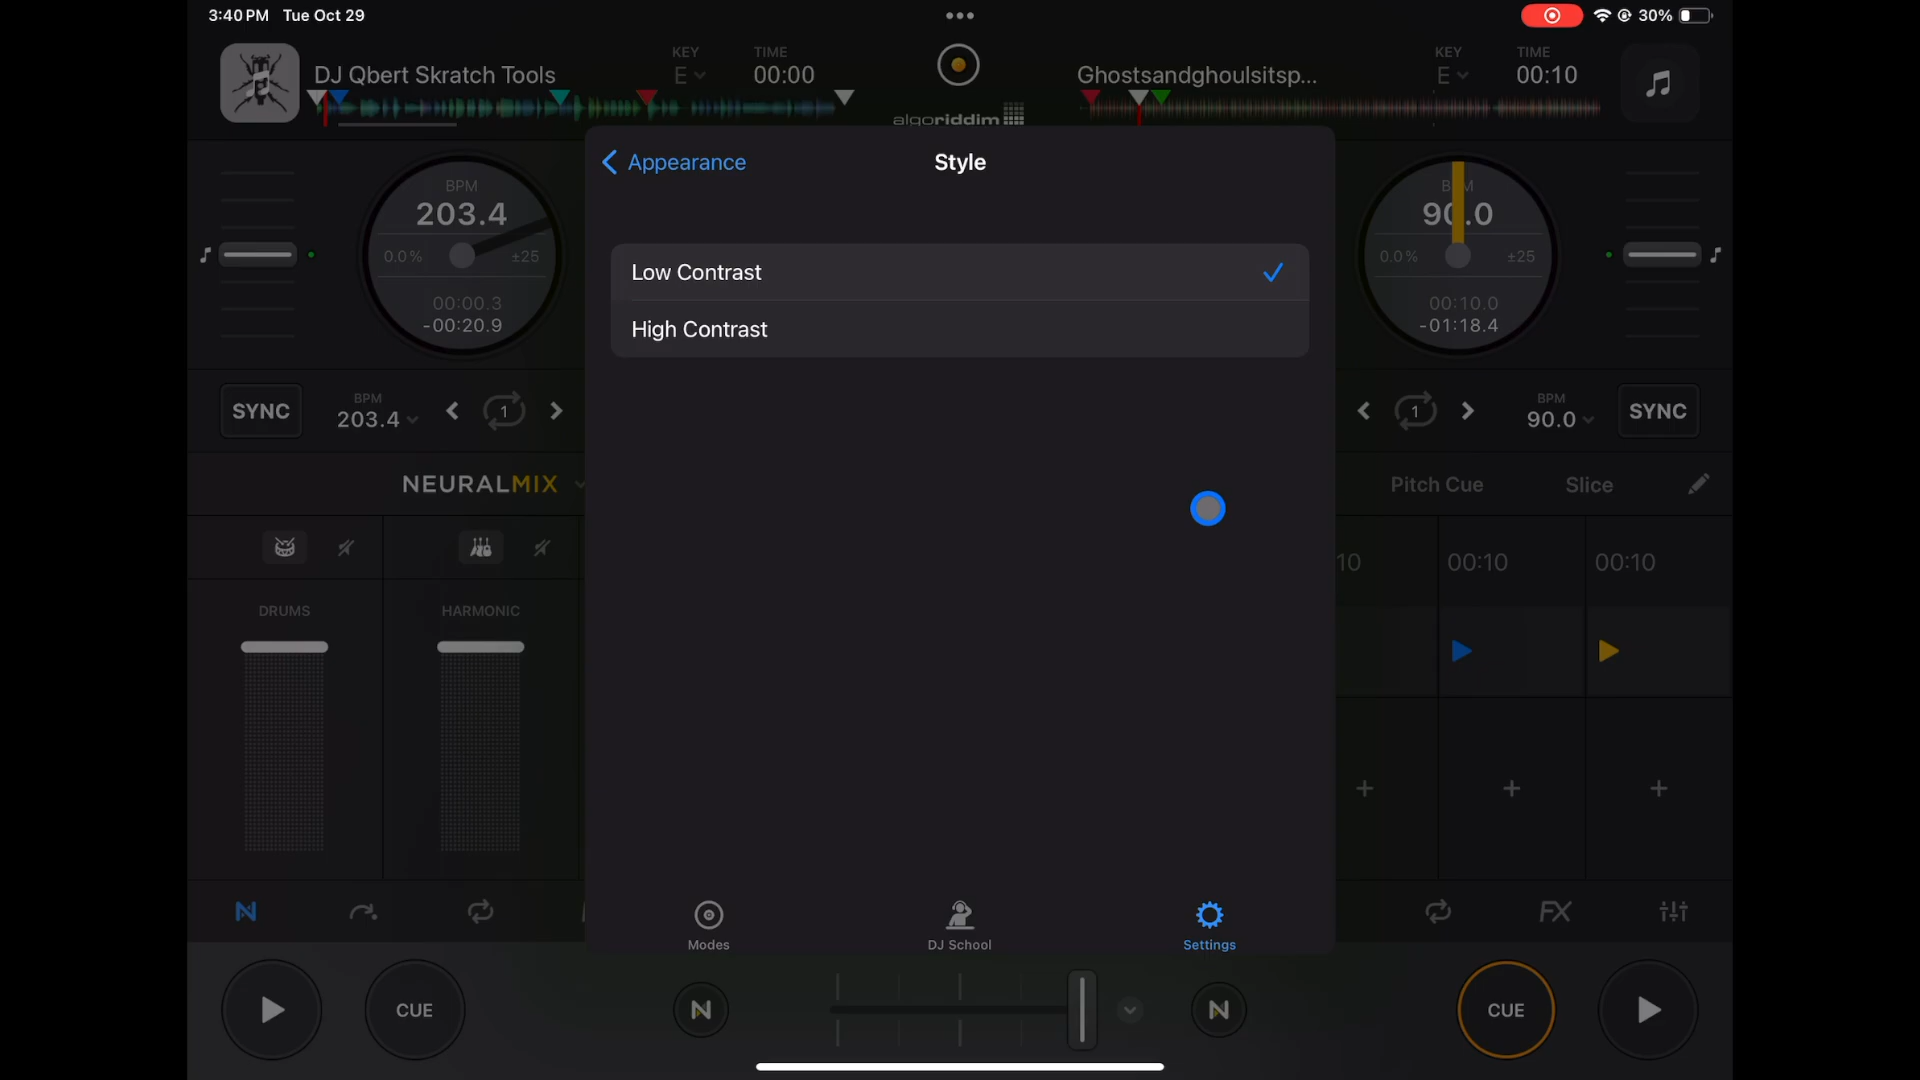 3:40 PM Tue Oct 29
30%
DJ Qbert Skratch Tools
KEY
E
TIME
00:00
algoriddim
Ghostsandghoulsitsp...
KEY
E
TIME
00:10
Appearance
Style
Low Contrast
High Contrast
BPM
203.4
0.0%
±25
00:00.3
-00:20.9
90.0
0.0%
±25
00:10.0
-01:18.4
SYNC
BPM
203.4
1
1
BPM
90.0
SYNC
NEURALMIX
Pitch Cue
Slice
10
00:10
00:10
DRUMS
HARMONIC
FX
Modes
DJ School
Settings
CUE
N
N
CUE